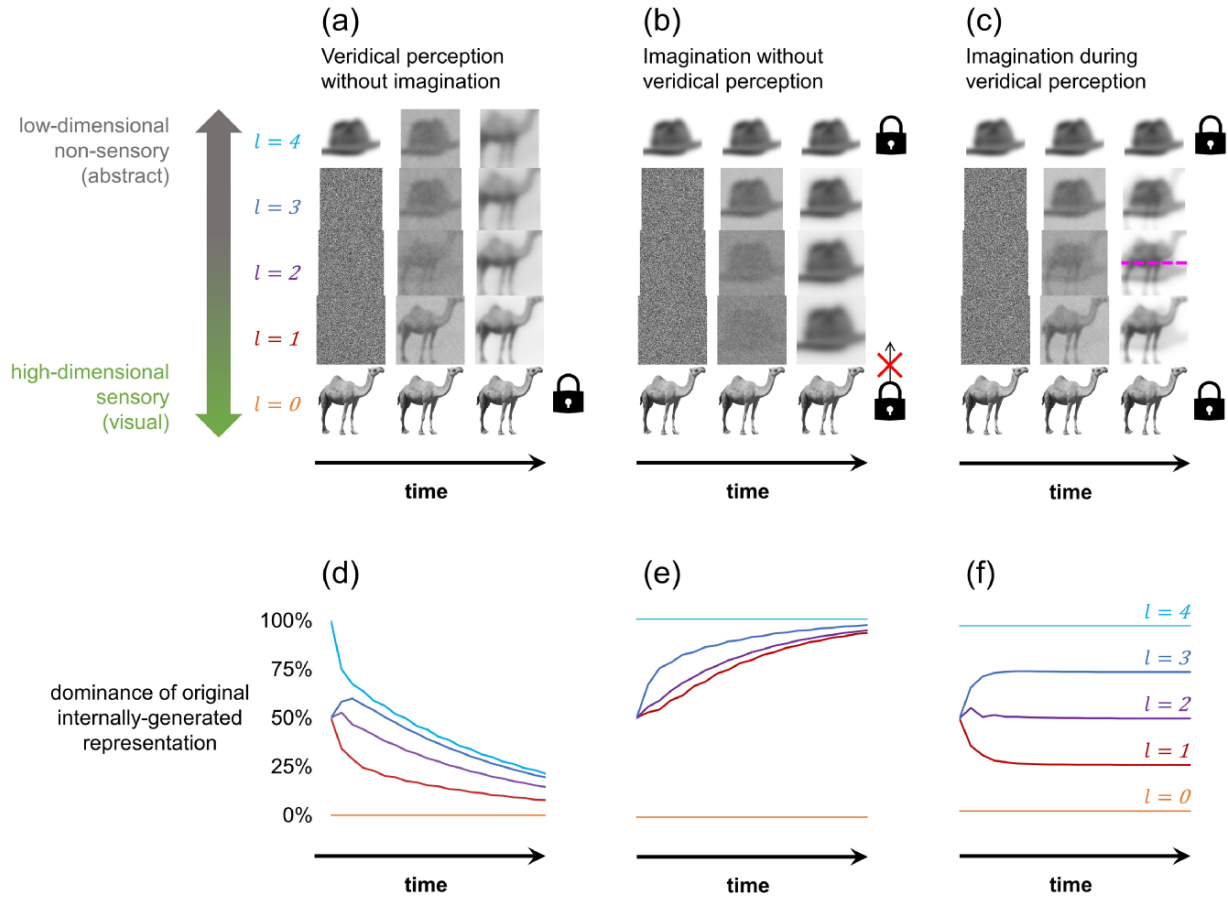 (a)
Veridical perception
without imagination
(b)
Imagination without
veridical perception
(c)
Imagination during
veridical perception
low-dimensional
non-sensory
(abstract)
high-dimensional
sensory
(visual)
l = 4
l = 3
l = 2
l = 1
l = 0
time
time
time
(d)
(e)
(f)
dominance of original
internally-generated
representation
100%
75%
50%
25%
0%
l = 4
l = 3
l = 2
l = 1
l = 0
time
time
time